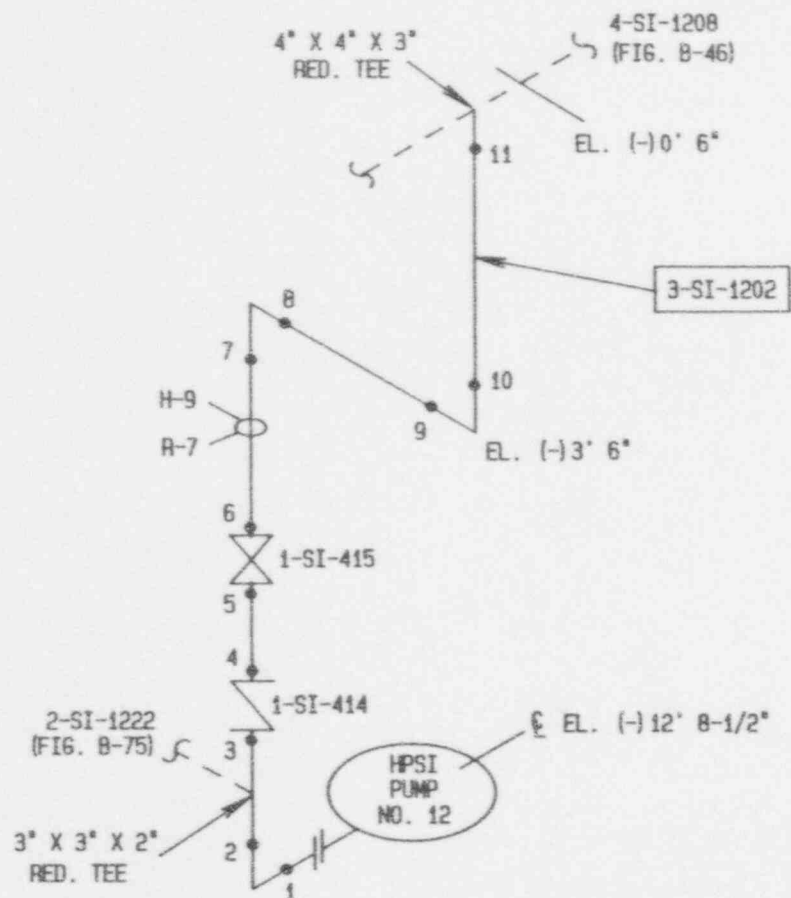 4-SI-1208
(FIG. B-46)
4" X 4" X 3"
RED. TEE
EL. (-)0' 6"
11
3-SI-1202
8
7
10
H-9
R-7
9
EL. (-)3' 6"
6
1-SI-415
5
4
1-SI-414
2-SI-1222
(FIG. B-75)
3
℄ EL. (-)12' 8-1/2"
HPSI
PUMP
NO. 12
3" X 3" X 2"
RED. TEE
2
1